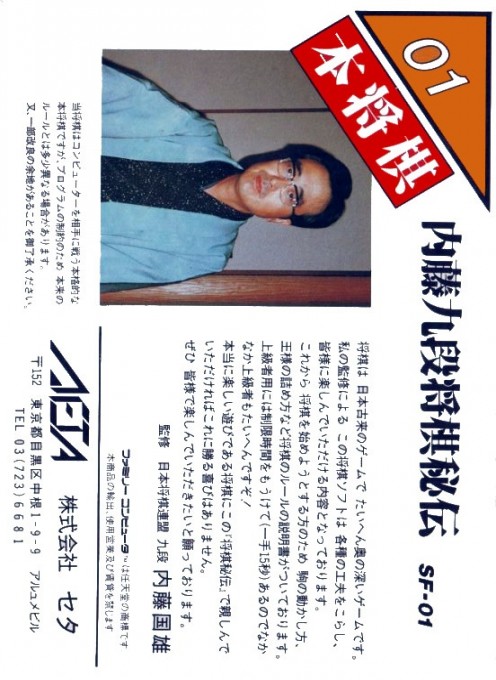 01
本将棋
内藤九段将棋秘伝 SF-01
将棋は 日本古来のゲームで たいへん奥の深いゲームです。
私の監修による この将棋ソフトは 各種の工夫をこらし、
皆様に楽しんでいただける内容となっております。
これから 将棋を始めようとする方のため 駒の動かし方、
王様の詰め方など将棋のルールの説明書がついております。
上級者用には制限時間をもうけて(一手15秒)あるのでなか
なか上級者もたいへんですぞ!
本当に楽しい遊びである将棋にこの『将棋秘伝』で親しんで
いただければこれに勝る喜びはありません。
ぜひ 皆様で楽しんでいただきたいと願っております。
監修 日本将棋連盟 九段 内藤国雄
当将棋はコンピューターを相手に戦う本格的な
本将棋ですが、プログラムの制約のため 本来の
ルールとは多少異なる場合があります。
又、一部改良の余地があることを御了承ください。
ファミリーコンピュータ™は任天堂の商標です
本商品の輸出、使用営業及び賃貸を禁じます
SETA 株式会社 セタ
〒152 東京都目黒区中根1-9-9 アルュメビル
TEL 03(723)6681